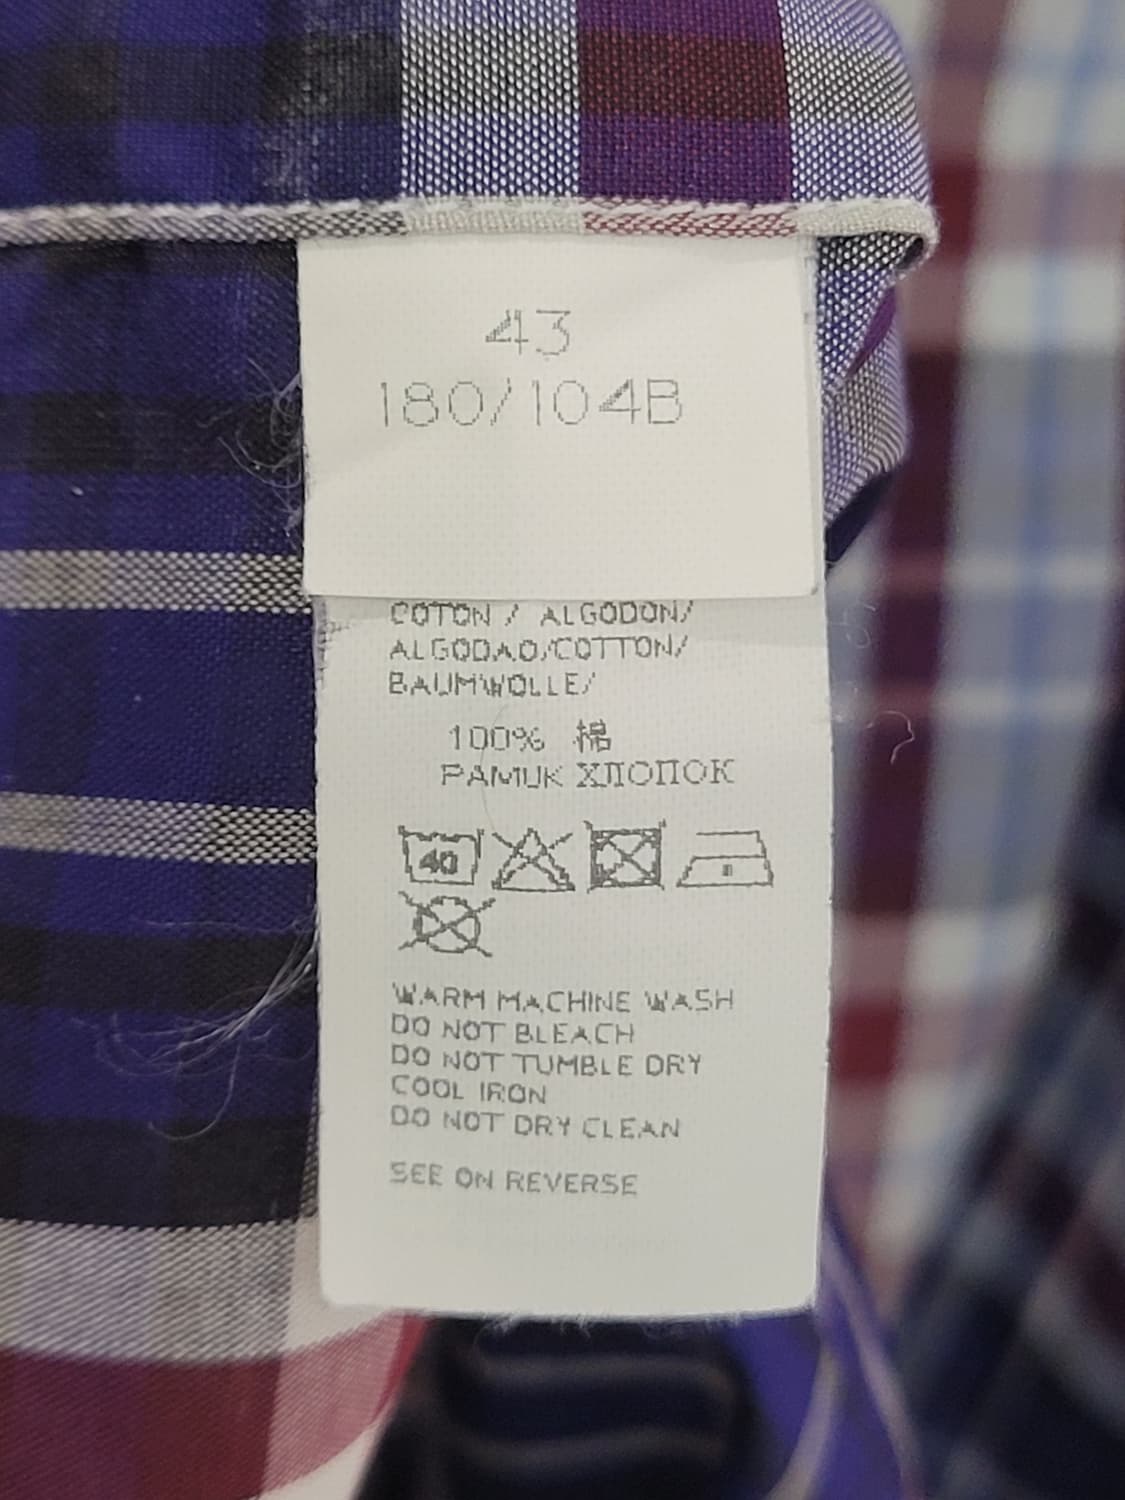 43
180/104B
COTON / ALGODON/
ALGODAO/COTTON/
BAUMWOLLE/
100% 棉
PAMUK ХЛОПОК
40
WARM MACHINE WASH
DO NOT BLEACH
DO NOT TUMBLE DRY
COOL IRON
DO NOT DRY CLEAN
SEE ON REVERSE